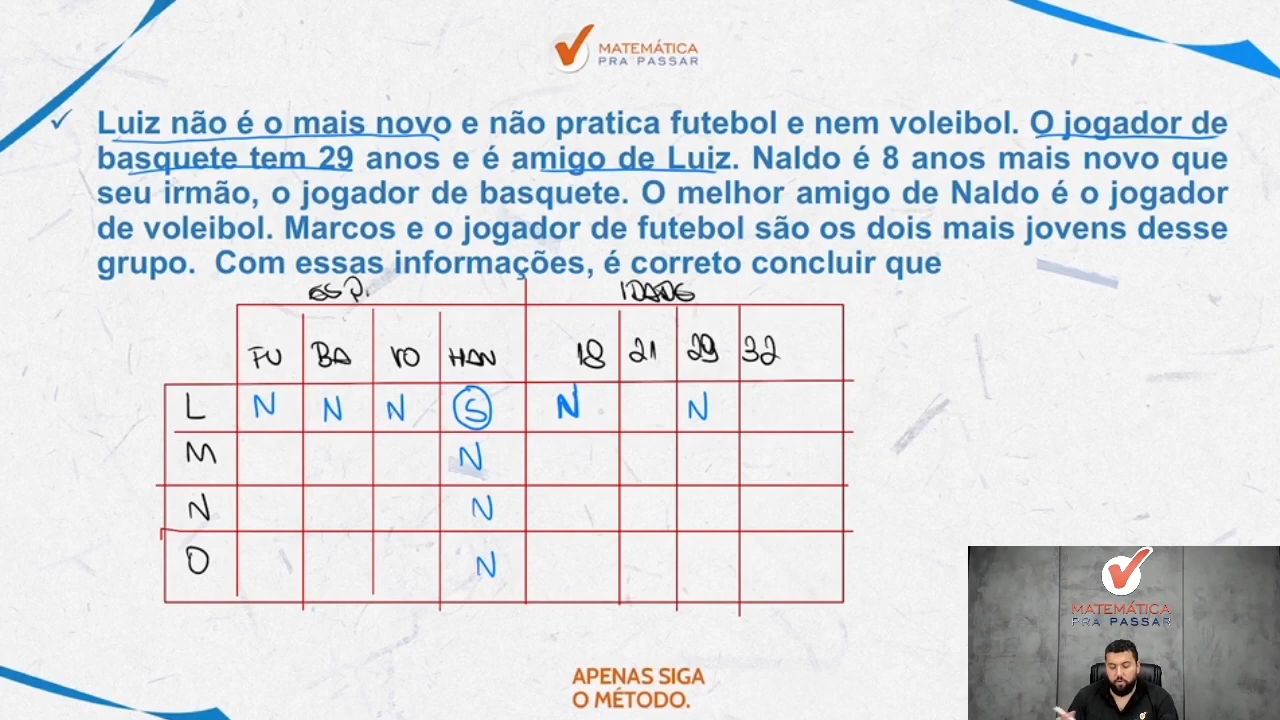 MATEMÁTICA
PRA PASSAR
Luiz não é o mais novo e não pratica futebol e nem voleibol. O jogador de
basquete tem 29 anos e é amigo de Luiz. Naldo é 8 anos mais novo que
seu irmão, o jogador de basquete. O melhor amigo de Naldo é o jogador
de voleibol. Marcos e o jogador de futebol são os dois mais jovens desse
grupo. Com essas informações, é correto concluir que
ESP. IDADE
FU BA VO HAN 18 21 29 32
L N N N S N N
M N
N N
O N
MATEMÁTICA
PRA PASSAR
APENAS SIGA
O MÉTODO.